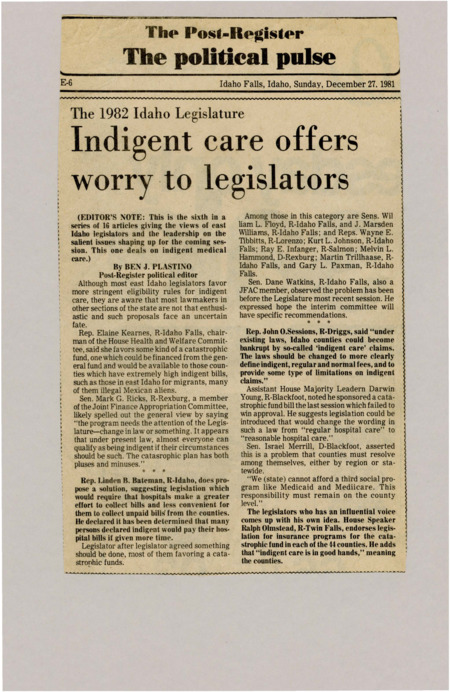 The Post-Register
The political pulse
E-6
Idaho Falls, Idaho, Sunday, December 27, 1981
The 1982 Idaho Legislature
Indigent care offers
worry to legislators
(EDITOR'S NOTE: This is the sixth in a
series of 16 articles giving the views of east
Idaho legislators and the leadership on the
salient issues shaping up for the coming ses-
sion. This one deals on indigent medical
care.)
By BEN J. PLASTINO
Post-Register political editor
Although most east Idaho legislators favor
more stringent eligibility rules for indigent
care, they are aware that most lawmakers in
other sections of the state are not that enthusi-
astic and such proposals face an uncertain
fate.
Rep. Elaine Kearnes, R-Idaho Falls, chair-
man of the House Health and Welfare Commit-
tee, said she favors some kind of a catastrophic
fund, one which could be financed from the gen-
eral fund and would be available to those coun-
ties which have extremely high indigent bills,
such as those in east Idaho for migrants, many
of them illegal Mexican aliens.
Sen. Mark G. Ricks, R-Rexburg, a member
of the Joint Finance Appropriation Committee,
likely spelled out the general view by saying
"the program needs the attention of the Legis-
lature—change in law or something. It appears
that under present law, almost everyone can
qualify as being indigent if their circumstances
should be such. The catastrophic plan has both
pluses and minuses."
* * *
Rep. Linden B. Bateman, R-Idaho, does pro-
pose a solution, suggesting legislation which
would require that hospitals make a greater
effort to collect bills and less convenient for
them to collect unpaid bills from the counties.
He declared it has been determined that many
persons declared indigent would pay their hos-
pital bills if given more time.
Legislator after legislator agreed something
should be done, most of them favoring a cata-
strophic funds.
Among those in this category are Sens. Wil
liam L. Floyd, R-Idaho Falls, and J. Marsden
Williams, R-Idaho Falls; and Reps. Wayne E.
Tibbitts, R-Lorenzo; Kurt L. Johnson, R-Idaho
Falls; Ray E. Infanger, R-Salmon; Melvin L.
Hammond, D-Rexburg; Martin Trillhaase, R-
Idaho Falls, and Gary L. Paxman, R-Idaho
Falls.
Sen. Dane Watkins, R-Idaho Falls, also a
JFAC member, observed the problem has been
before the Legislature most recent session. He
expressed hope the interim committee will
have specific recommendations.
* * *
Rep. John O.Sessions, R-Driggs, said "under
existing laws, Idaho counties could become
bankrupt by so-called 'indigent care' claims.
The laws should be changed to more clearly
define indigent, regular and normal fees, and to
provide some type of limitations on indigent
claims."
Assistant House Majority Leadern Darwin
Young, R-Blackfoot, noted he sponsored a cata-
strophic fund bill the last session which failed to
win approval. He suggests legislation could be
introduced that would change the wording in
such a law from "regular hospital care" to
"reasonable hospital care."
Sen. Israel Merrill, D-Blackfoot, asserted
this is a problem that counties must resolve
among themselves, either by region or sta-
tewide.
"We (state) cannot afford a third social pro-
gram like Medicaid and Medicare. This
responsibility must remain on the county
level."
The legislators who has an influential voice
comes up with his own idea. House Speaker
Ralph Olmstead, R-Twin Falls, endorses legis-
lation for insurance programs for the cata-
strophic fund in each of the 44 counties. He adds
that "indigent care is in good hands," meaning
the counties.